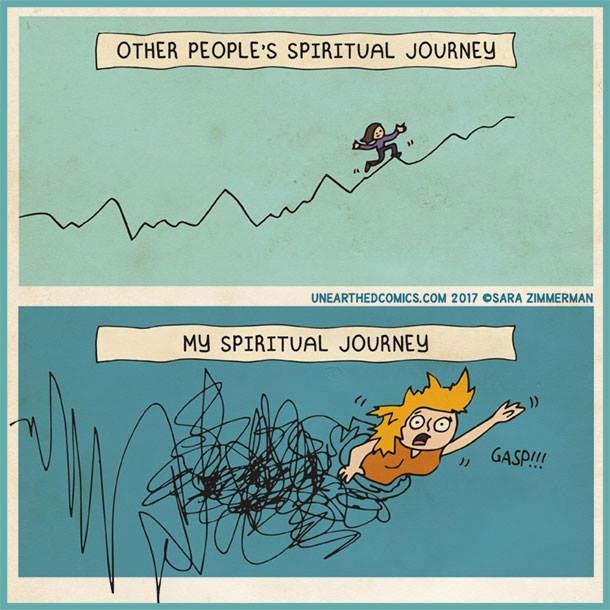 OTHER PEOPLE'S SPIRITUAL JOURNEY
UNEARTHEDCOMICS.COM 2017 ©SARA ZIMMERMAN
MY SPIRITUAL JOURNEY
GASP!!!